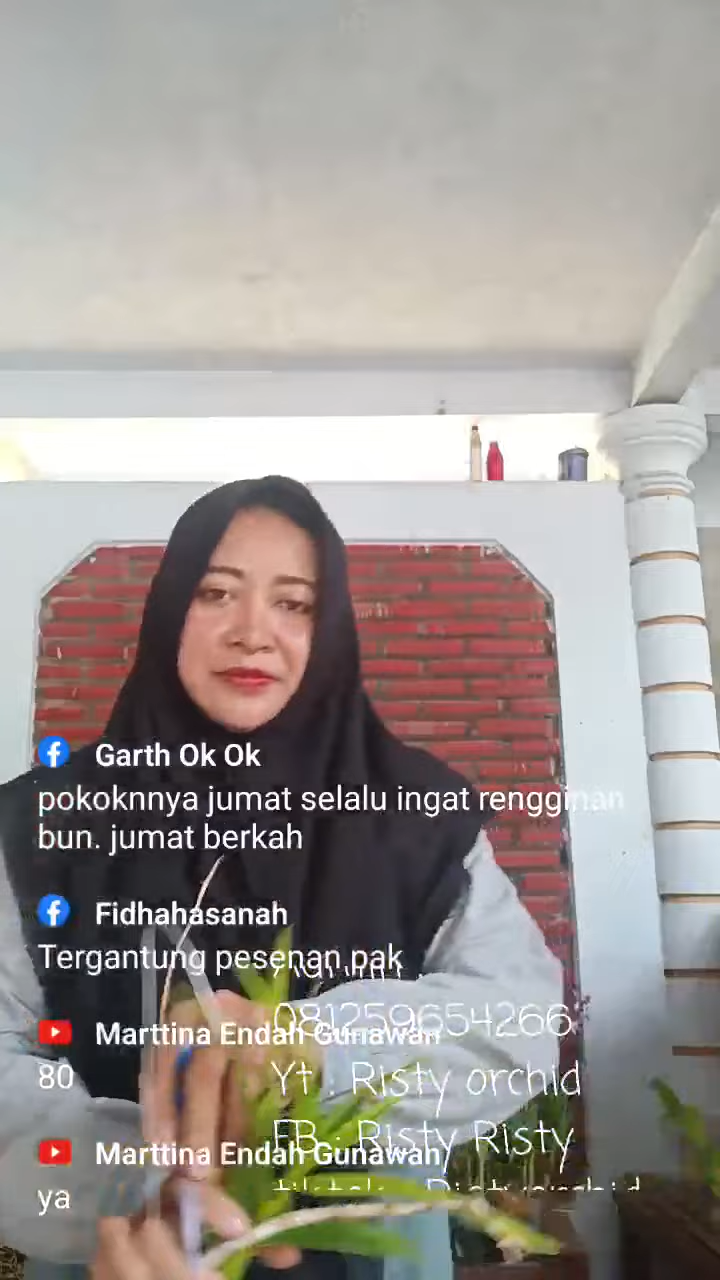 Garth Ok Ok
pokoknnya jumat selalu ingat rengginan
bun. jumat berkah
Fidhahasanah
Tergantung pesenan pak
081259654266
Marttina Endah Gunawan
80
Yt : Risty orchid
FB : Risty Risty
Marttina Endah Gunawan
ya